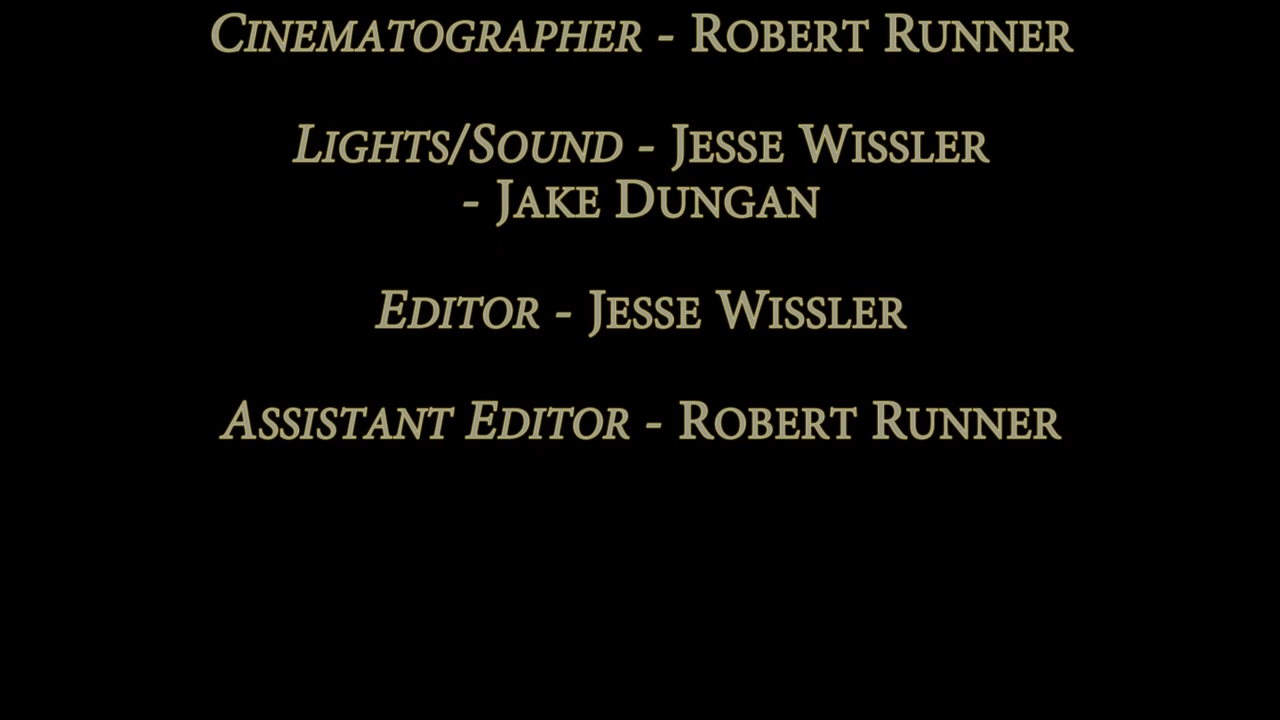 Cinematographer - Robert Runner
Lights/Sound - Jesse Wissler
- Jake Dungan
Editor - Jesse Wissler
Assistant Editor - Robert Runner